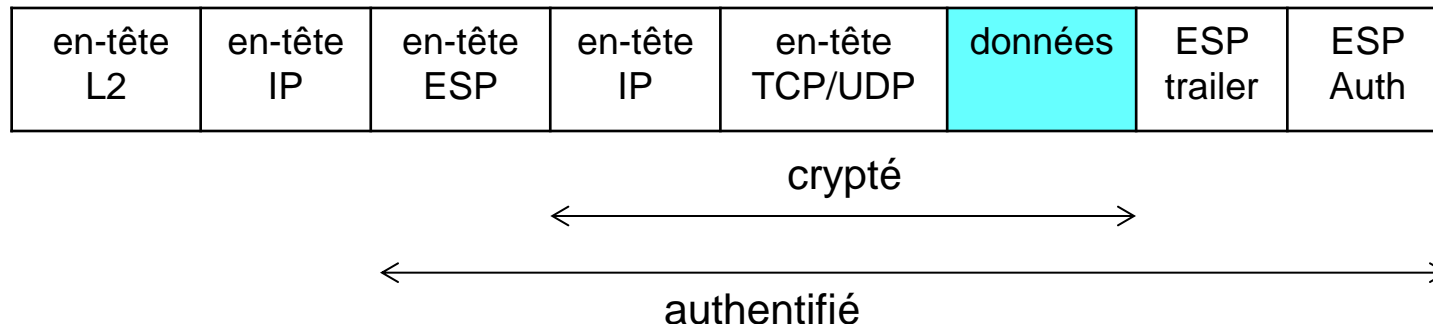 en-tête
L2
en-tête
IP
en-tête
ESP
en-tête
IP
en-tête
TCP/UDP
données
ESP
trailer
ESP
Auth
crypté
authentifié